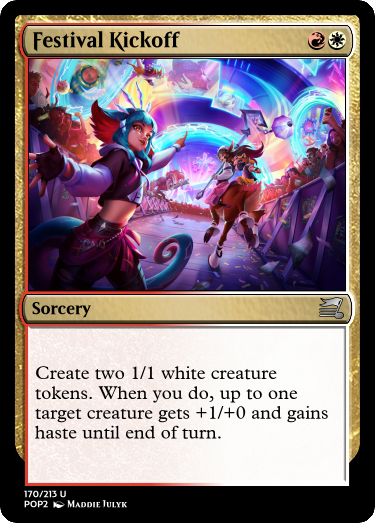 Festival Kickoff
Sorcery
Create two 1/1 white creature
tokens. When you do, up to one
target creature gets +1/+0 and gains
haste until end of turn.
170/213 U
POP2 Maddie Julyk